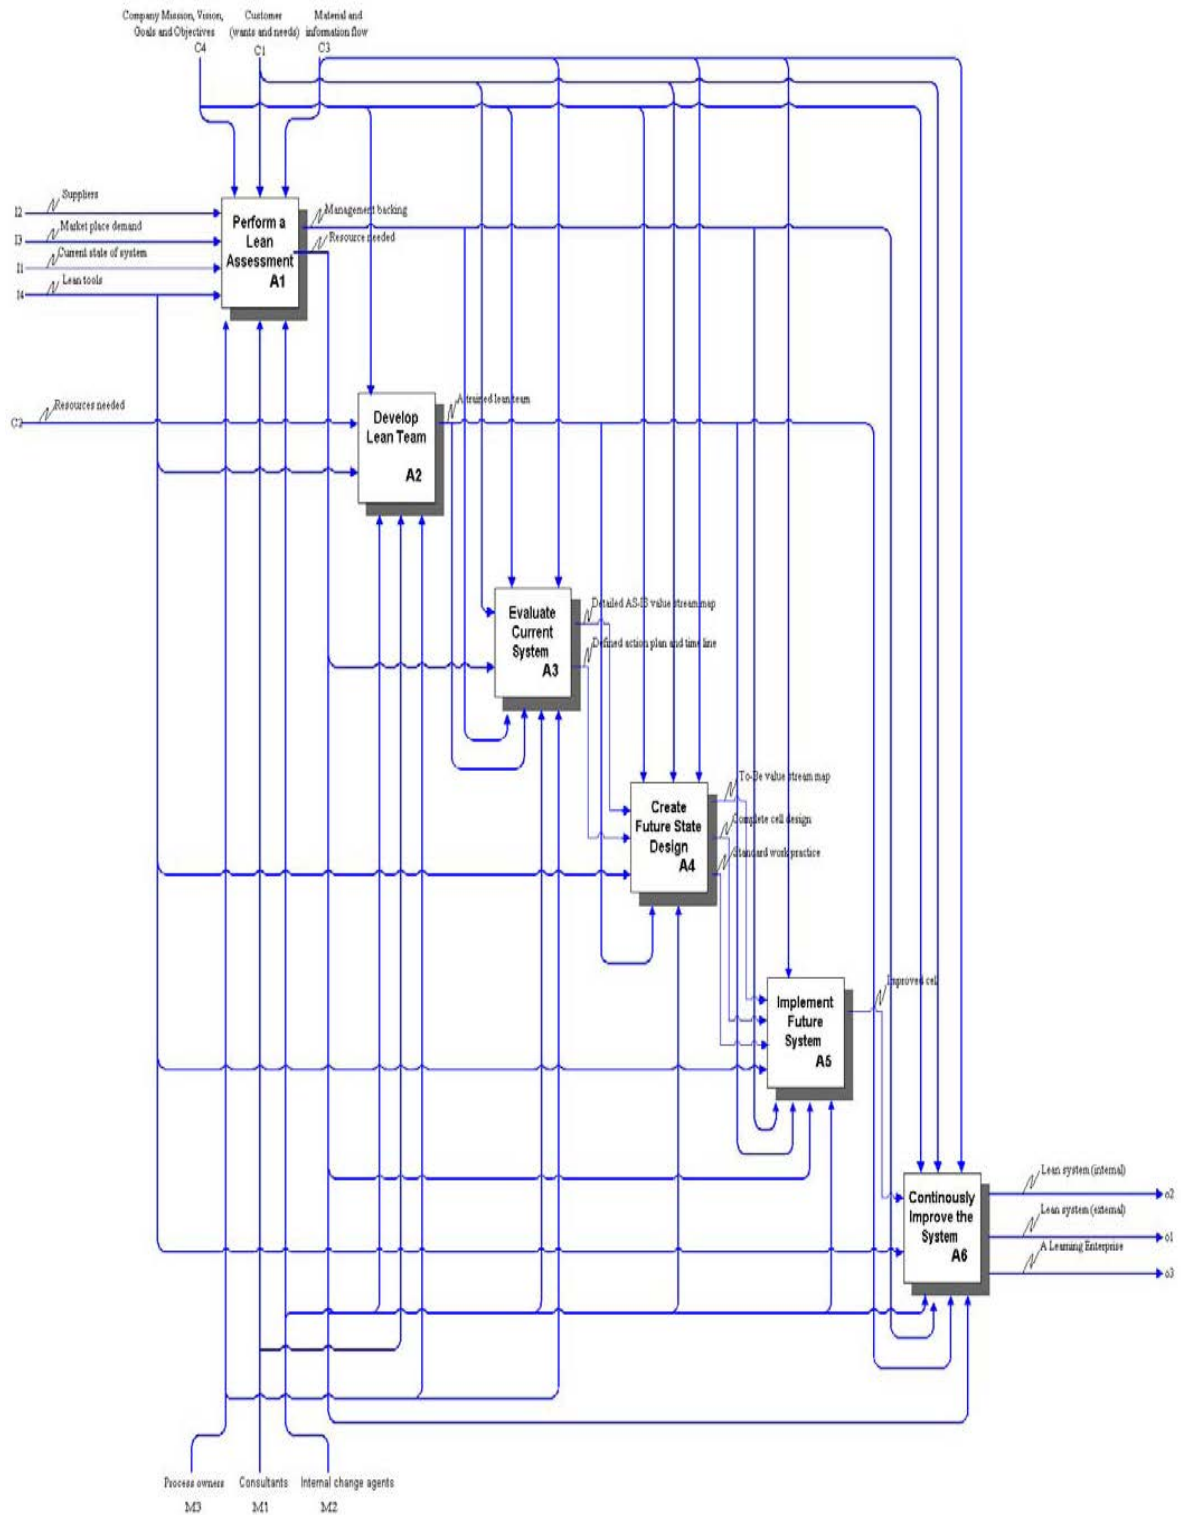 Company Mission, Vision,
Goals and Objectives
C4
Customer
(wants and needs)
C1
Material and
information flow
C3
I2
Suppliers
I3
Market place demand
I1
Current state of system
I4
Lean tools
Perform a
Lean
Assessment
A1
Management backing
Resource needed
C2
Resources needed
Develop
Lean Team
A2
A trained lean team
Evaluate
Current
System
A3
Detailed AS-IS value stream map
Defined action plan and time line
Create
Future State
Design
A4
To-Be value stream map
Complete cell design
Standard work practice
Implement
Future
System
A5
Improved cell
Continously
Improve the
System
A6
Lean system (internal)
o2
Lean system (external)
o1
A Learning Enterprise
o3
Process owners
M3
Consultants
M1
Internal change agents
M2